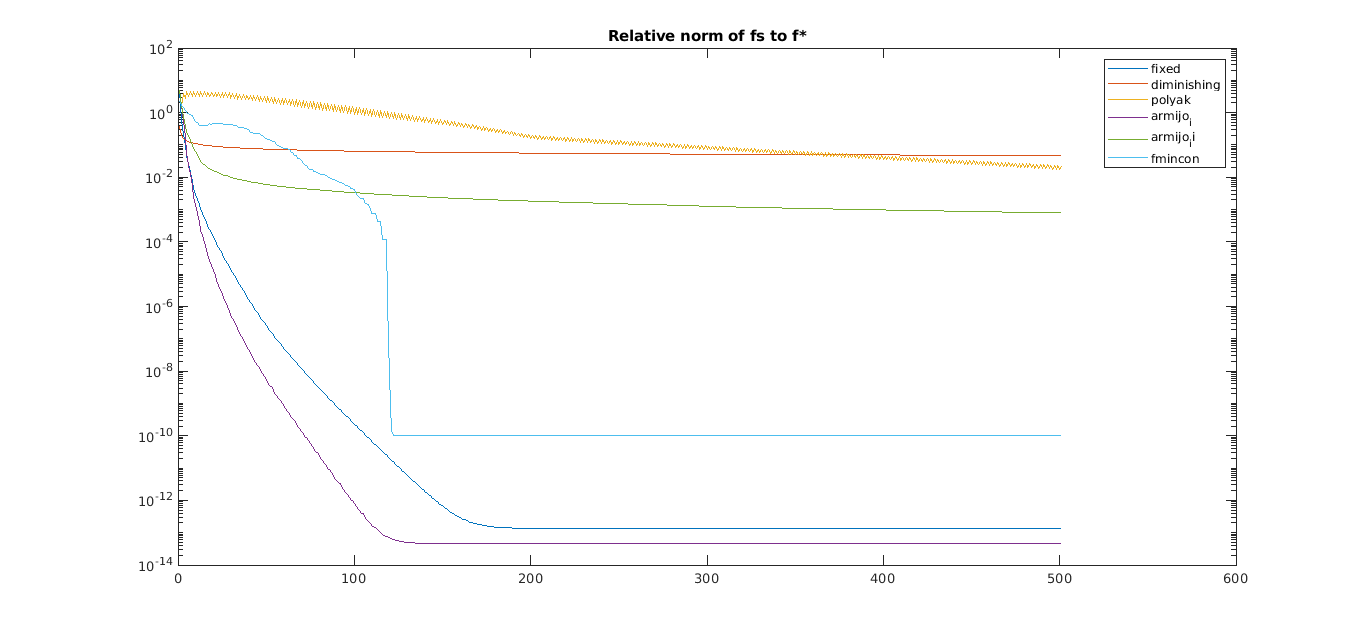 Relative norm of fs to f*
10^2
10^0
10^-2
10^-4
10^-6
10^-8
10^-10
10^-12
10^-14
0 100 200 300 400 500 600
fixed
diminishing
polyak
armijo_i
armijo_ii
fmincon